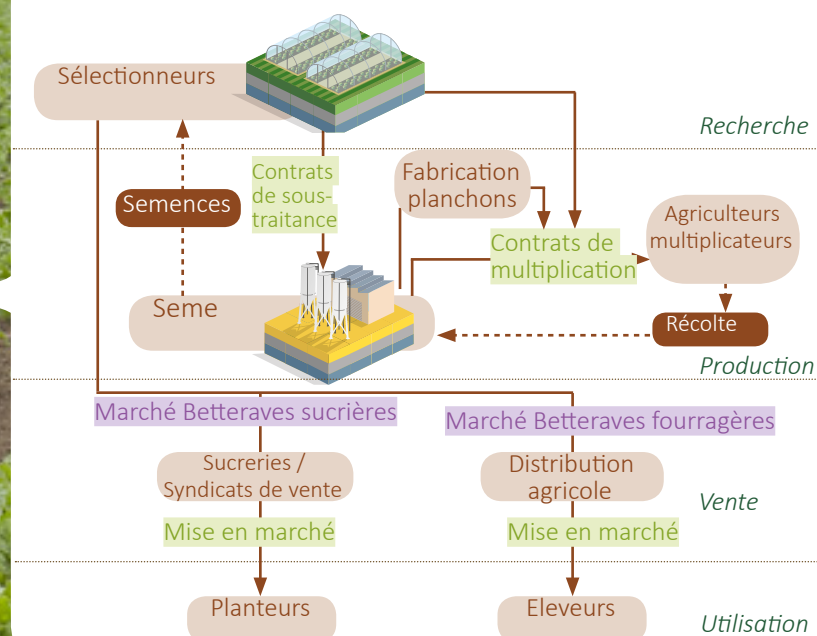 Sélectionneurs
Recherche
Contrats
de sous-
traitance
Fabrication
planchons
Semences
Agriculteurs
multiplicateurs
Contrats de
multiplication
Seme
Récolte
Production
Marché Betteraves sucrières
Marché Betteraves fourragères
Sucreries /
Syndicats de vente
Distribution
agricole
Vente
Mise en marché
Mise en marché
Planteurs
Eleveurs
Utilisation